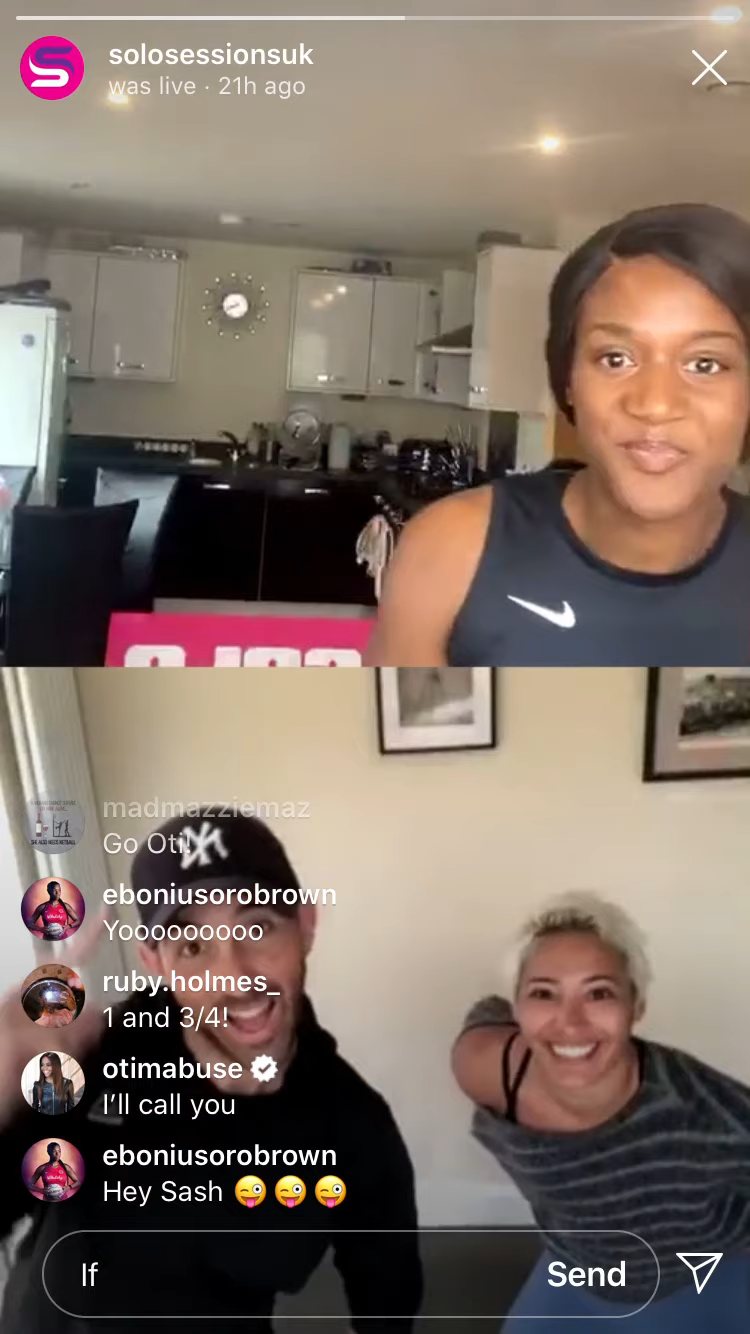 solosessionsuk
was live · 21h ago
madmazziemaz
Go Oti!
eboniusorobrown
Yooooooooo
ruby.holmes_
1 and 3/4!
otimabuse
I'll call you
eboniusorobrown
Hey Sash 😜😜😜
If
Send